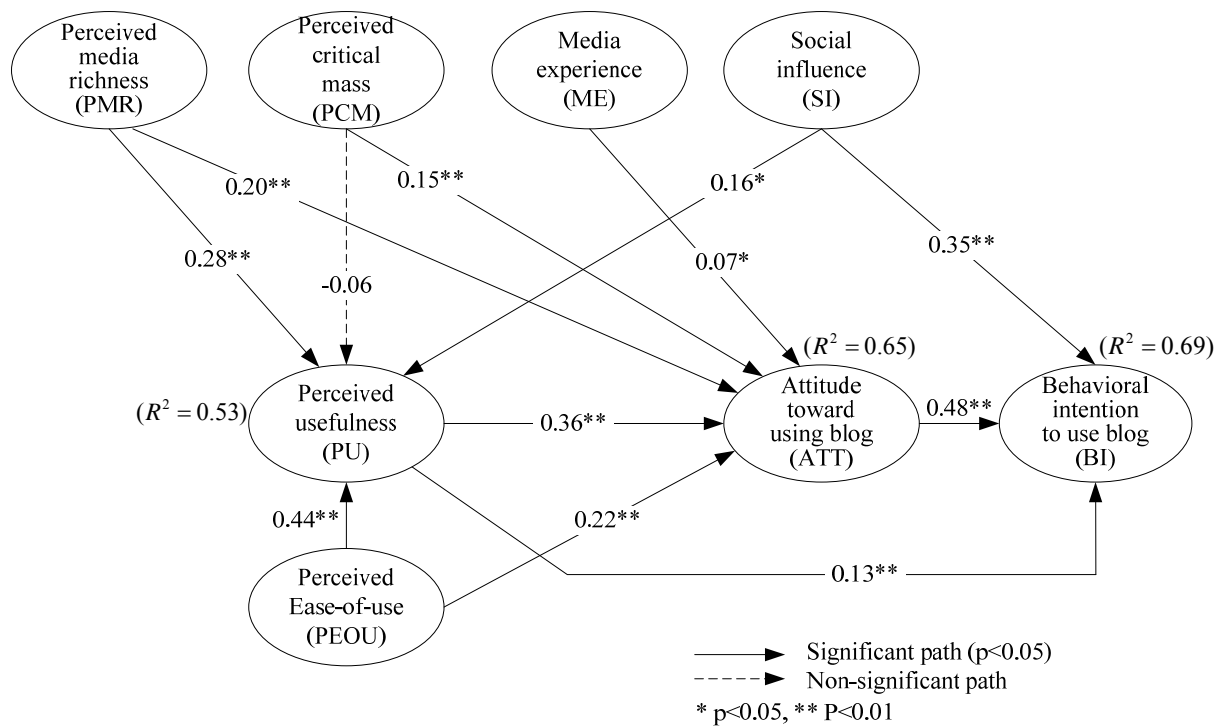 Perceived
media
richness
(PMR)
Perceived
critical
mass
(PCM)
Media
experience
(ME)
Social
influence
(SI)
0.20**
0.15**
0.16*
0.28**
-0.06
0.07*
0.35**
(R² = 0.65)
(R² = 0.69)
(R² = 0.53)
Perceived
usefulness
(PU)
0.36**
Attitude
toward
using blog
(ATT)
0.48**
Behavioral
intention
to use blog
(BI)
0.44**
0.22**
0.13**
Perceived
Ease-of-use
(PEOU)
Significant path (p<0.05)
Non-significant path
* p<0.05, ** P<0.01